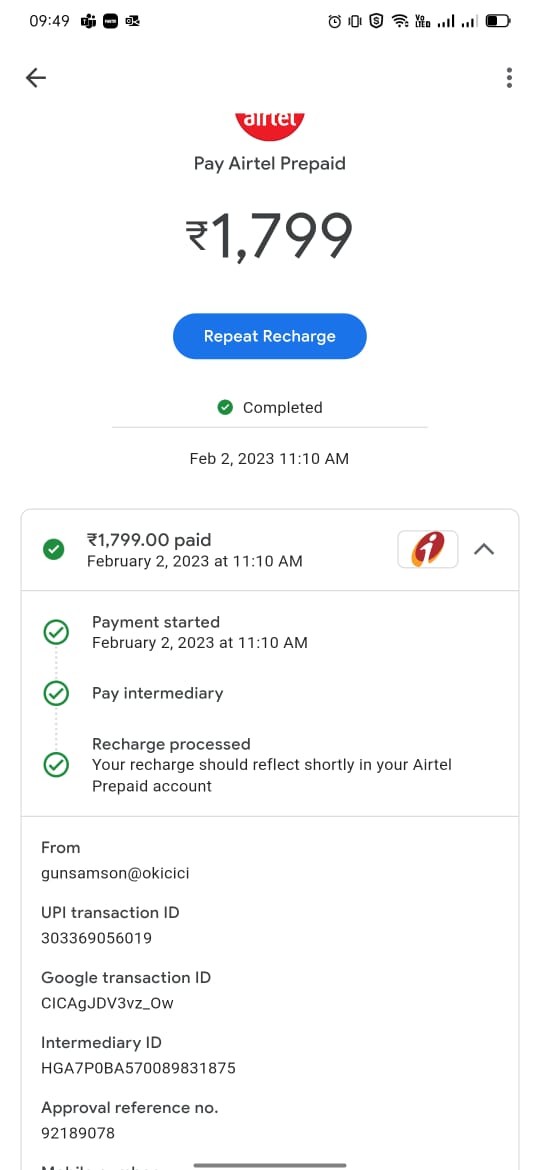 09:49
airtel
Pay Airtel Prepaid
₹1,799
Repeat Recharge
Completed
Feb 2, 2023 11:10 AM
₹1,799.00 paid
February 2, 2023 at 11:10 AM
Payment started
February 2, 2023 at 11:10 AM
Pay intermediary
Recharge processed
Your recharge should reflect shortly in your Airtel
Prepaid account
From
gunsamson@okicici
UPI transaction ID
303369056019
Google transaction ID
CICAgJDV3vz_Ow
Intermediary ID
HGA7P0BA570089831875
Approval reference no.
92189078